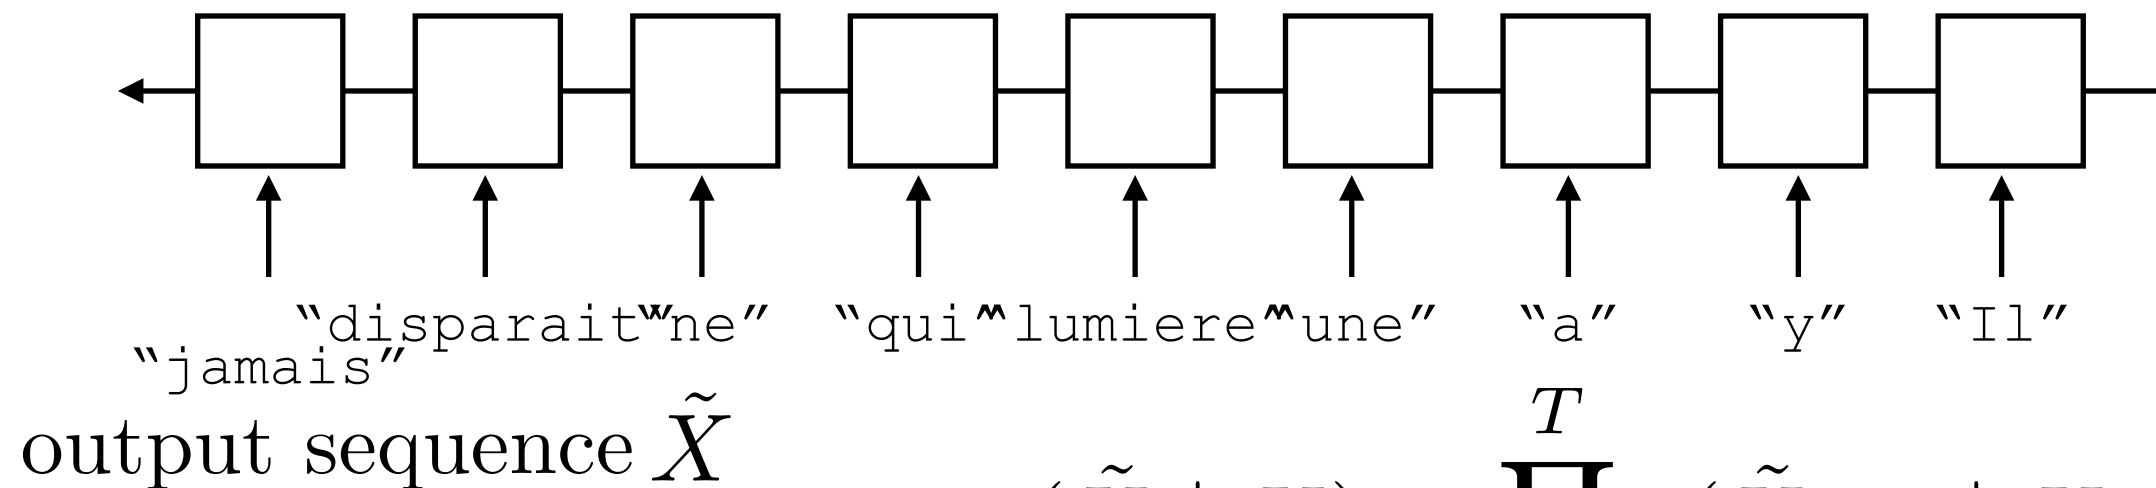 “disparait” “ne” “qui” “lumiere” “une” “a” “y” “Il”
“jamais”
T
output sequence X̃